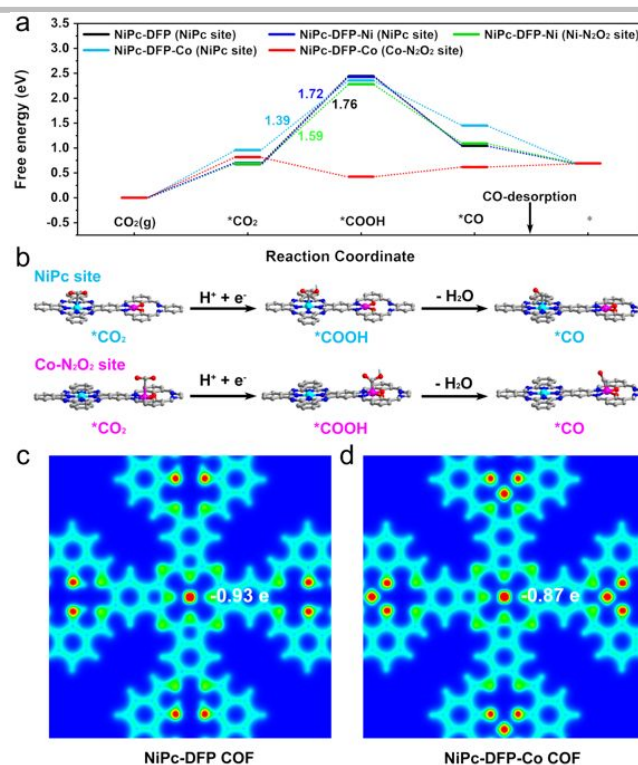 a
NiPc-DFP (NiPc site) NiPc-DFP-Ni (NiPc site) NiPc-DFP-Ni (Ni-N₂O₂ site)
NiPc-DFP-Co (NiPc site) NiPc-DFP-Co (Co-N₂O₂ site)
Free energy (eV)
3.5
3.0
2.5
2.0
1.5
1.0
0.5
0.0
-0.5
1.72
1.39
1.76
1.59
CO-desorption
CO₂(g) *CO₂ *COOH *CO *
Reaction Coordinate
b
NiPc site
H⁺ + e⁻ - H₂O
*CO₂ *COOH *CO
Co-N₂O₂ site
H⁺ + e⁻ - H₂O
*CO₂ *COOH *CO
c d
-0.93 e -0.87 e
NiPc-DFP COF NiPc-DFP-Co COF